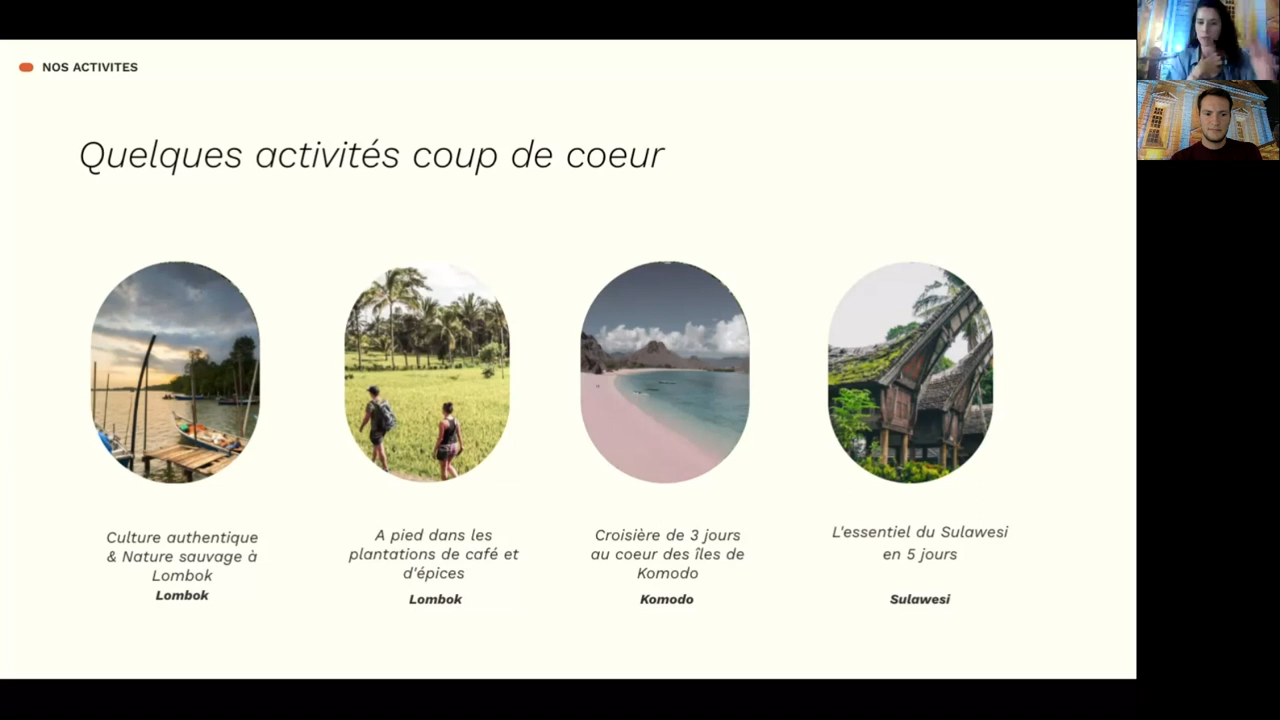 NOS ACTIVITES
Quelques activités coup de coeur
Culture authentique
& Nature sauvage à
Lombok
Lombok
A pied dans les
plantations de café et
d'épices
Lombok
Croisière de 3 jours
au coeur des îles de
Komodo
Komodo
L'essentiel du Sulawesi
en 5 jours
Sulawesi